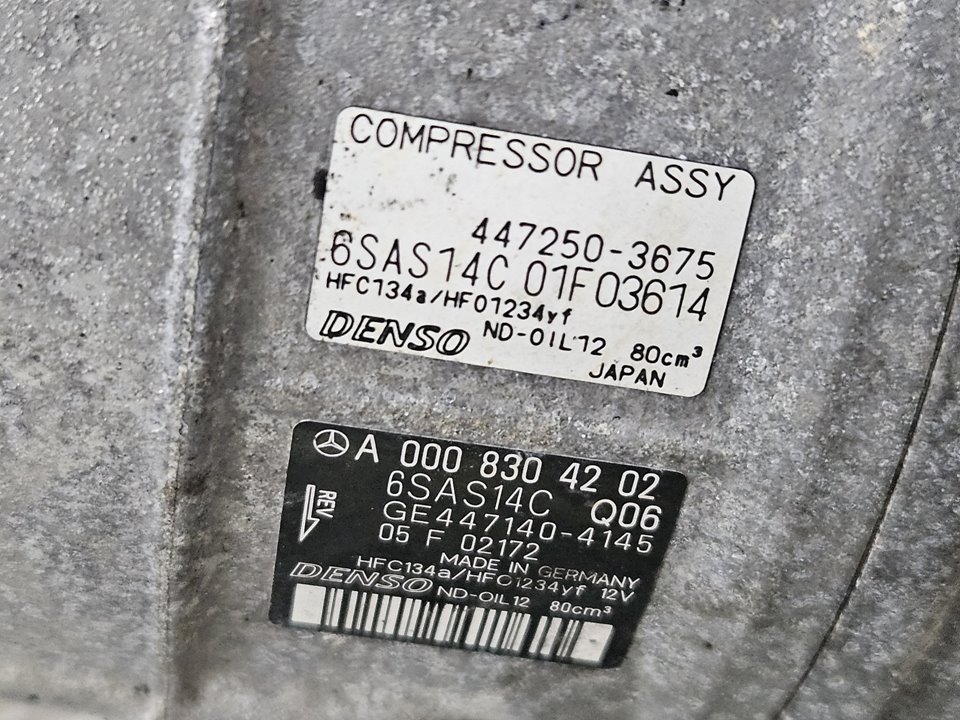 COMPRESSOR ASSY
447250-3675
6SAS14C 01F03614
HFC134a/HFO1234yf
DENSO ND-OIL12 80cm³
JAPAN
A 000 830 42 02
6SAS14C Q06
REV
GE447140-4145
05 F 02172
MADE IN GERMANY
HFC134a/HFO1234yf 12V
DENSO ND-OIL12 80cm³